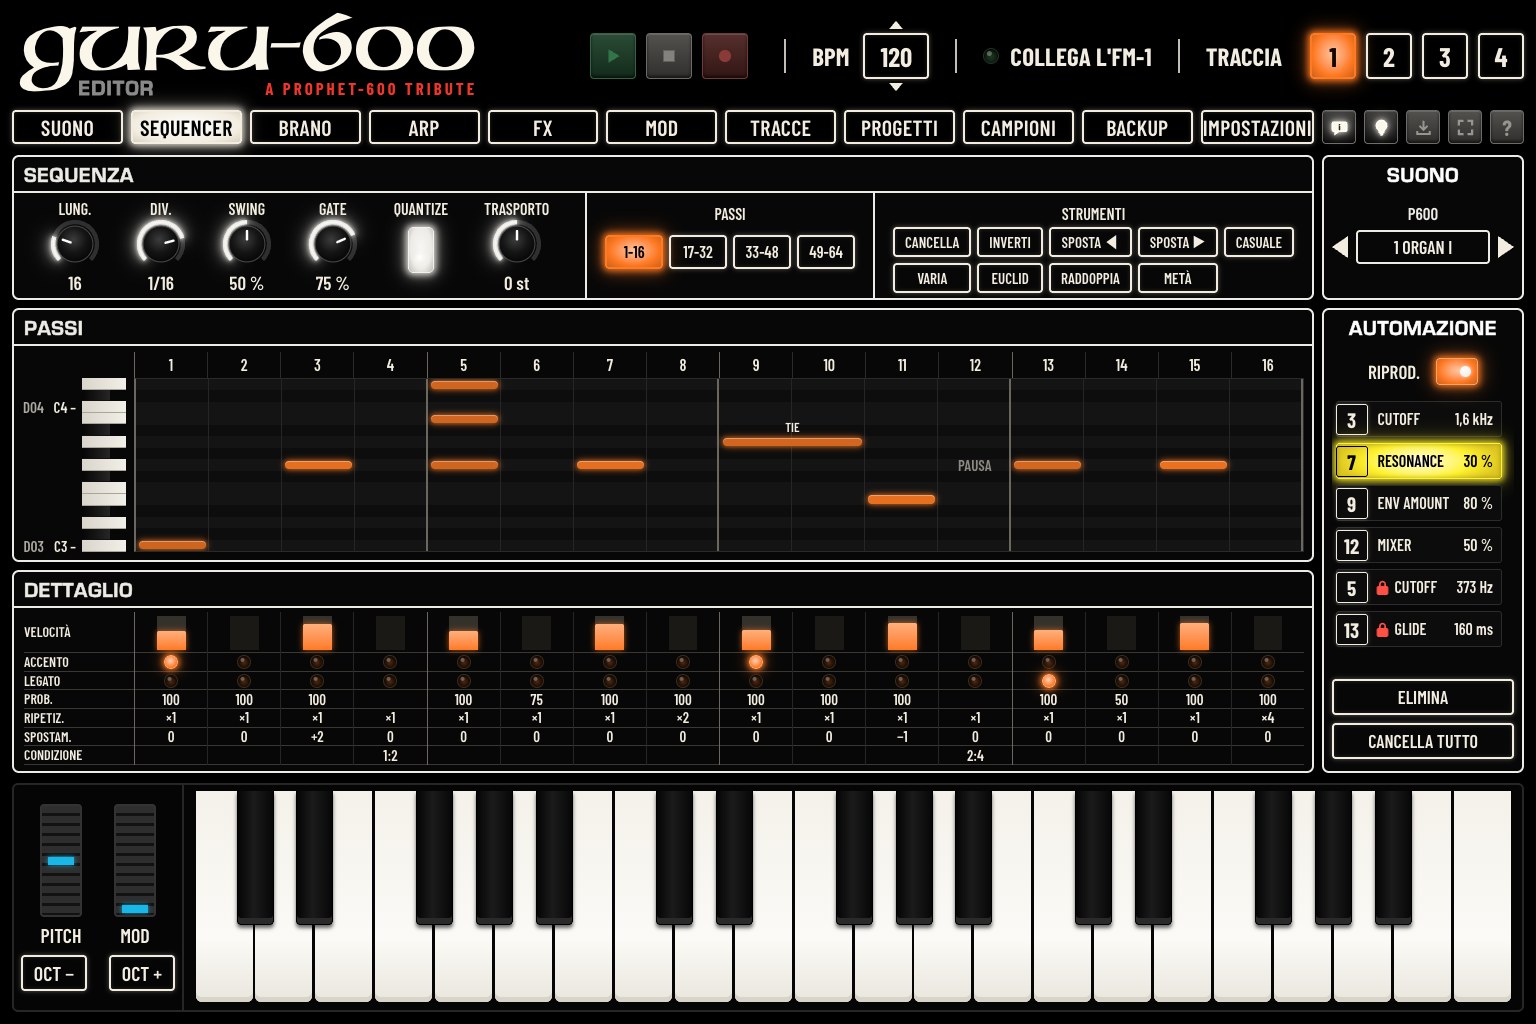 guru-600
EDITOR
A PROPHET-600 TRIBUTE
BPM 120
COLLEGA L'FM-1
TRACCIA 1 2 3 4
SUONO SEQUENCER BRANO ARP FX MOD TRACCE PROGETTI CAMPIONI BACKUP IMPOSTAZIONI ?
SEQUENZA
LUNG. DIV. SWING GATE QUANTIZE TRASPORTO
16 1/16 50 % 75 % 0 st
PASSI
1-16 17-32 33-48 49-64
STRUMENTI
CANCELLA INVERTI SPOSTA ◀ SPOSTA ▶ CASUALE
VARIA EUCLID RADDOPPIA METÀ
SUONO
P600
1 ORGAN I
PASSI
1 2 3 4 5 6 7 8 9 10 11 12 13 14 15 16
DO4 C4 -
TIE
PAUSA
DO3 C3 -
AUTOMAZIONE
RIPROD.
3 CUTOFF 1,6 kHz
7 RESONANCE 30 %
9 ENV AMOUNT 80 %
12 MIXER 50 %
5 CUTOFF 373 Hz
13 GLIDE 160 ms
ELIMINA
CANCELLA TUTTO
DETTAGLIO
VELOCITÀ
ACCENTO
LEGATO
PROB. 100 100 100 100 75 100 100 100 100 100 100 50 100 100
RIPETIZ. ×1 ×1 ×1 ×1 ×1 ×1 ×1 ×2 ×1 ×1 ×1 ×1 ×1 ×1 ×1 ×4
SPOSTAM. 0 0 +2 0 0 0 0 0 0 0 −1 0 0 0 0 0
CONDIZIONE 1:2 2:4
PITCH MOD
OCT − OCT +